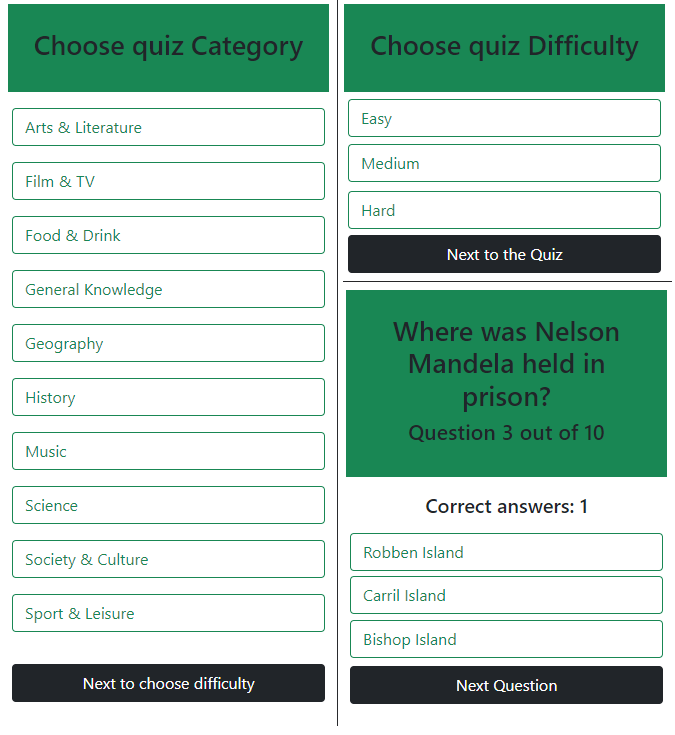 Choose quiz Category
Arts & Literature
Film & TV
Food & Drink
General Knowledge
Geography
History
Music
Science
Society & Culture
Sport & Leisure
Next to choose difficulty
Choose quiz Difficulty
Easy
Medium
Hard
Next to the Quiz
Where was Nelson
Mandela held in
prison?
Question 3 out of 10
Correct answers: 1
Robben Island
Carril Island
Bishop Island
Next Question